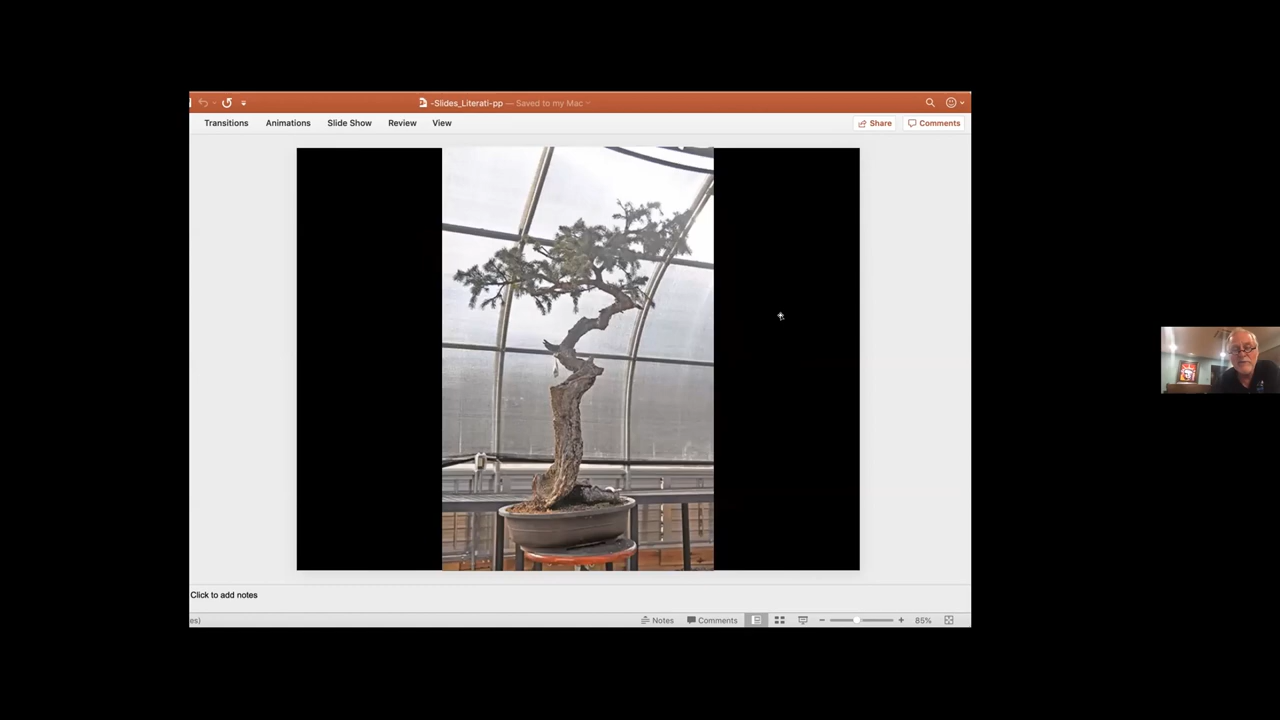 -Slides_Literati-pp — Saved to my Mac
Transitions Animations Slide Show Review View Share Comments
Click to add notes
es) Notes Comments 85%